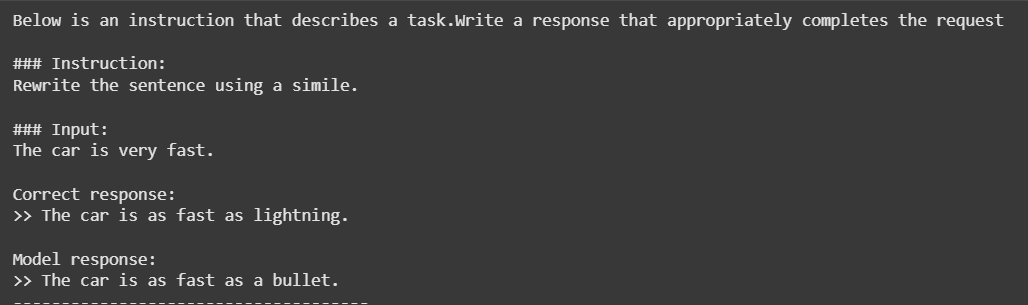 Below is an instruction that describes a task.Write a response that appropriately completes the request
### Instruction:
Rewrite the sentence using a simile.
### Input:
The car is very fast.
Correct response:
>> The car is as fast as lightning.
Model response:
>> The car is as fast as a bullet.
-------------------------------------